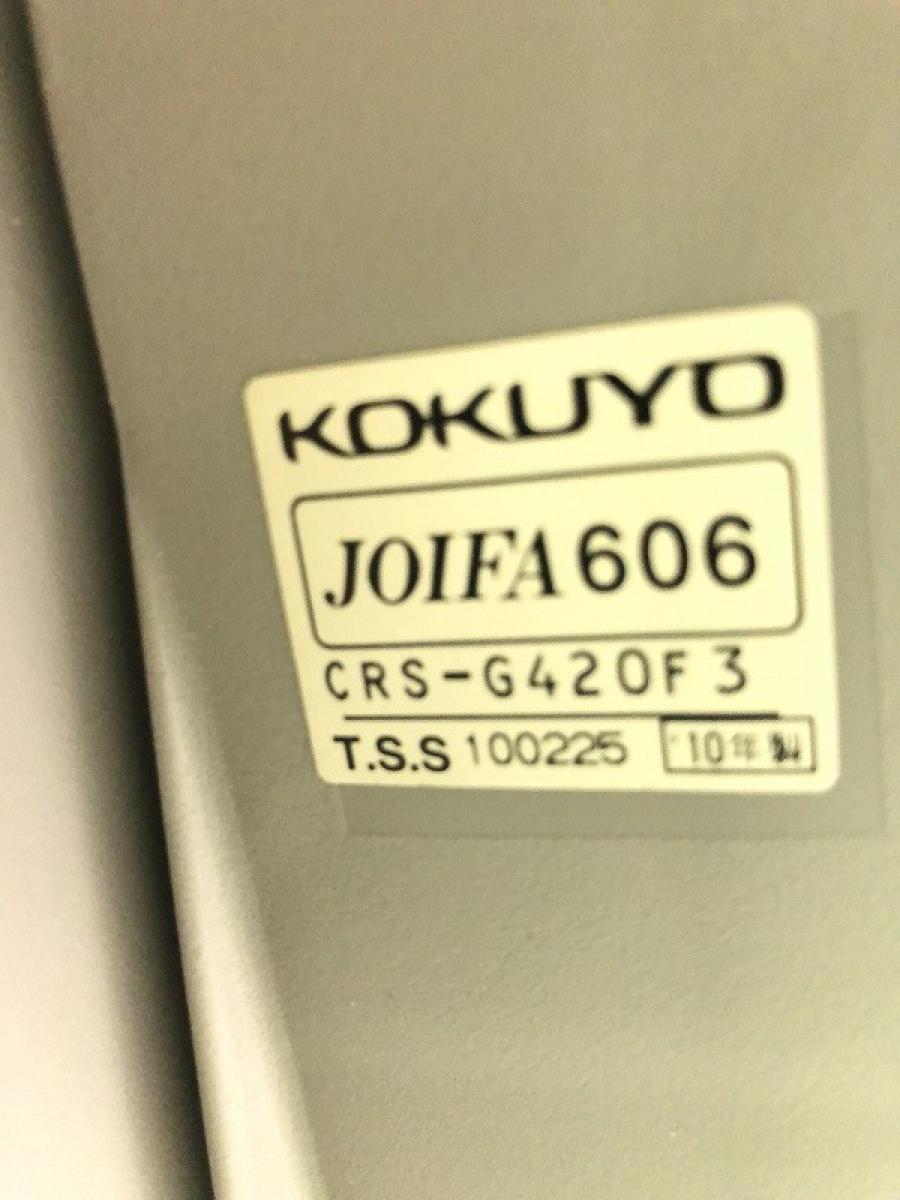 KOKUYO
JOIFA606
CRS-G420F3
T.S.S 100225 10年製